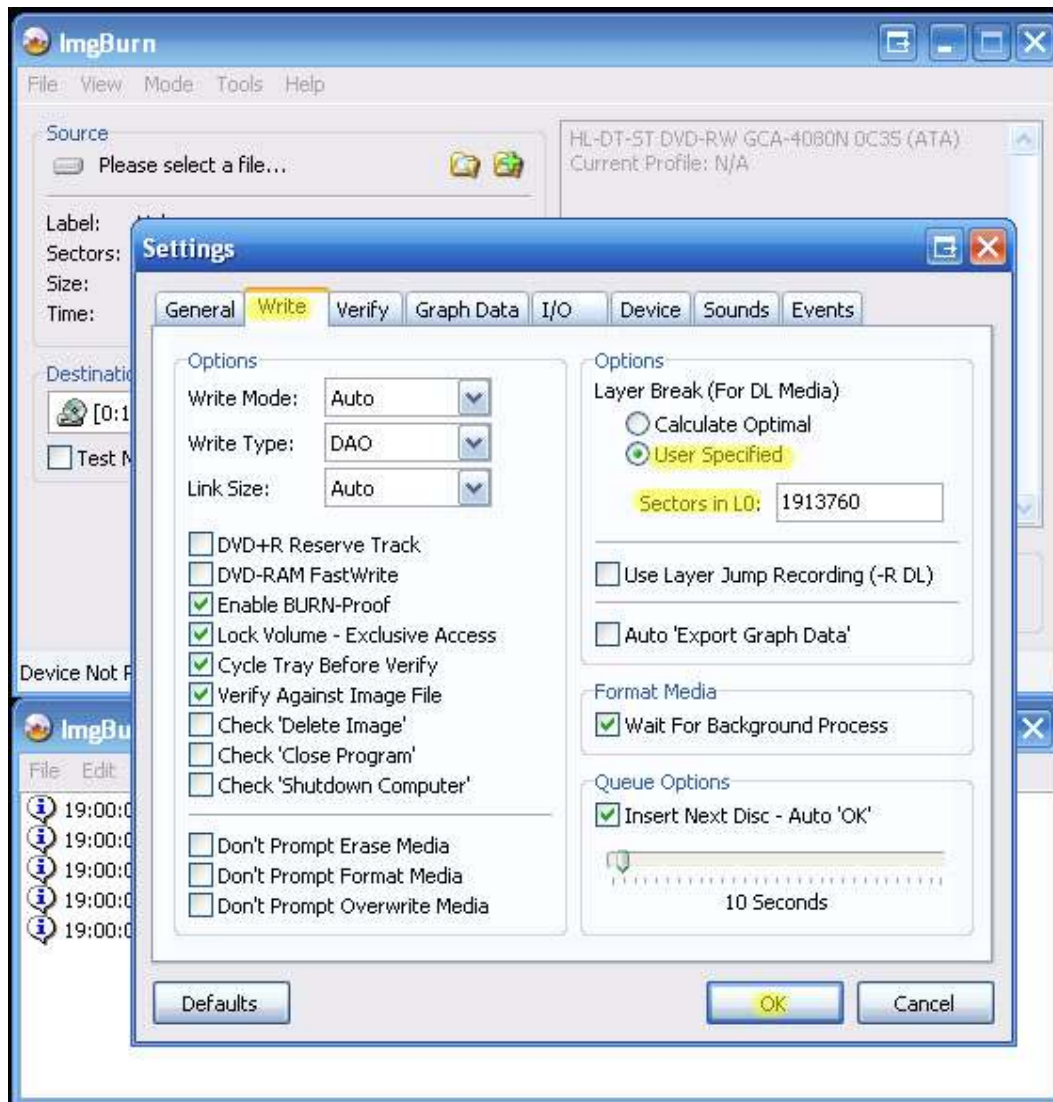 ImgBurn
File View Mode Tools Help
Source
Please select a file...
HL-DT-ST DVD-RW GCA-4080N 0C35 (ATA)
Current Profile: N/A
Label:
Sectors:
Size:
Time:
Destinatio
[0:1
Test M
Device Not
Settings
General Write Verify Graph Data I/O Device Sounds Events
Options
Write Mode: Auto
Write Type: DAO
Link Size: Auto
DVD+R Reserve Track
DVD-RAM FastWrite
Enable BURN-Proof
Lock Volume - Exclusive Access
Cycle Tray Before Verify
Verify Against Image File
Check 'Delete Image'
Check 'Close Program'
Check 'Shutdown Computer'
Don't Prompt Erase Media
Don't Prompt Format Media
Don't Prompt Overwrite Media
Options
Layer Break (For DL Media)
Calculate Optimal
User Specified
Sectors in L0: 1913760
Use Layer Jump Recording (-R DL)
Auto 'Export Graph Data'
Format Media
Wait For Background Process
Queue Options
Insert Next Disc - Auto 'OK'
10 Seconds
Defaults OK Cancel
ImgBu
File Edit
19:00:0
19:00:0
19:00:0
19:00:0
19:00:0